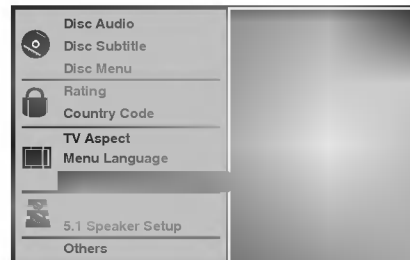 Disc Audio
Disc Subtitle
Disc Menu
Rating
Country Code
TV Aspect
Menu Language
5.1 Speaker Setup
Others